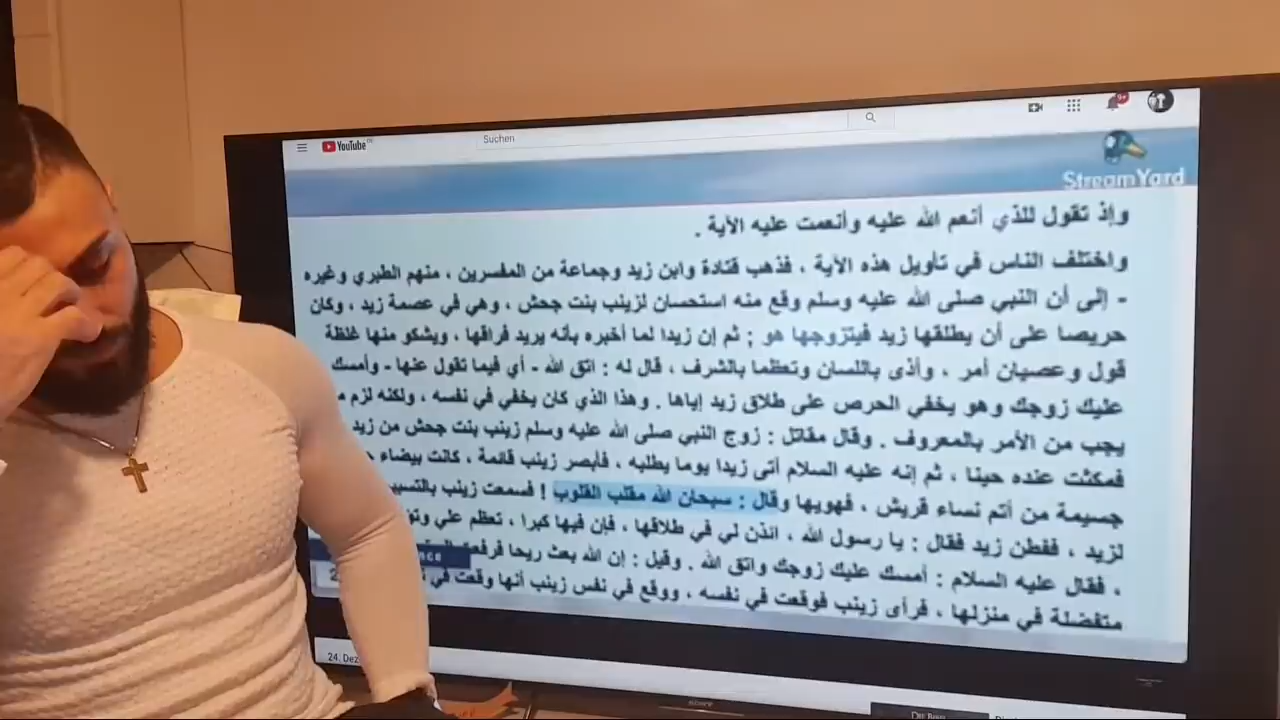 YouTube DE
Suchen
9+
StreamYard
وإذ تقول للذي أنعم الله عليه وأنعمت عليه الآية .
واختلف الناس في تأويل هذه الآية ، فذهب قتادة وابن زيد وجماعة من المفسرين ، منهم الطبري وغيره
- إلى أن النبي صلى الله عليه وسلم وقع منه استحسان لزينب بنت جحش ، وهي في عصمة زيد ، وكان
حريصا على أن يطلقها زيد فيتزوجها هو ; ثم إن زيدا لما أخبره بأنه يريد فراقها ، ويشكو منها غلظة
قول وعصيان أمر ، وأذى باللسان وتعظما بالشرف ، قال له : اتق الله - أي فيما تقول عنها - وأمسك
عليك زوجك وهو يخفي الحرص على طلاق زيد إياها . وهذا الذي كان يخفي في نفسه ، ولكنه لزم
يجب من الأمر بالمعروف . وقال مقاتل : زوج النبي صلى الله عليه وسلم زينب بنت جحش من زيد
فمكثت عنده حينا ، ثم إنه عليه السلام أتى زيدا يوما يطلبه ، فأبصر زينب قائمة ، كانت بيضاء
جسيمة من أتم نساء قريش ، فهويها وقال : سبحان الله مقلب القلوب ! فسمعت زينب
لزيد ، ففطن زيد فقال : يا رسول الله ، ائذن لي في طلاقها ، فإن فيها كبرا ، تعظم علي
، فقال عليه السلام : أمسك عليك زوجك واتق الله . وقيل : إن الله بعث ريحا فرفعت
متفضلة في منزلها ، فرأى زينب فوقعت في نفسه ، ووقع في نفس زينب أنها وقعت في
24. Dez
SONY